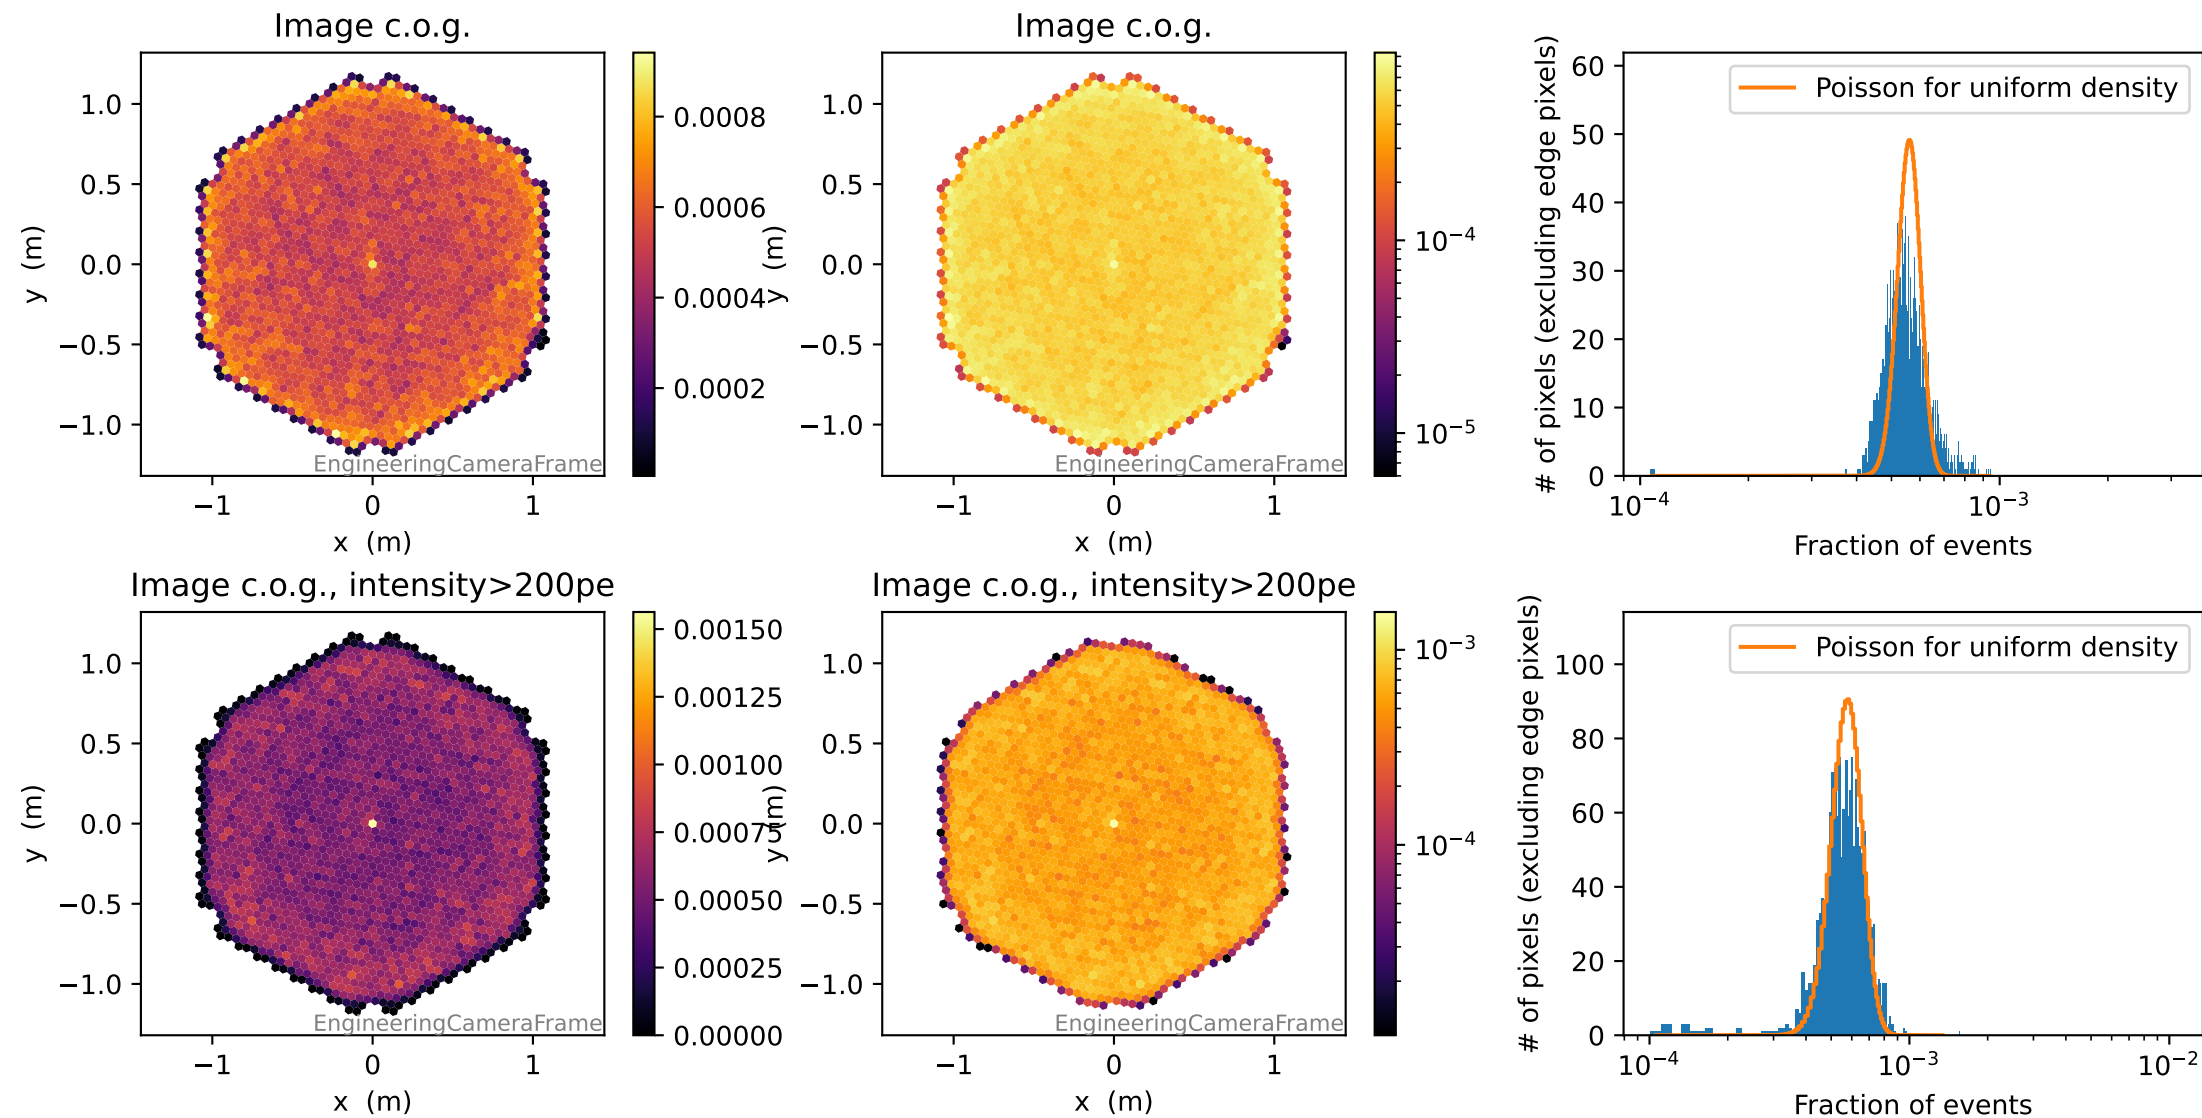 Image c.o.g.
1.0
0.5
0.0
−0.5
−1.0
y (m)
−1 0 1
x (m)
EngineeringCameraFrame
0.0008
0.0006
0.0004
0.0002
Image c.o.g.
1.0
0.5
0.0
−0.5
−1.0
y (m)
−1 0 1
x (m)
EngineeringCameraFrame
10−4
10−5
Poisson for uniform density
60
50
40
30
20
10
0
# of pixels (excluding edge pixels)
10−4 10−3
Fraction of events
Image c.o.g., intensity>200pe
1.0
0.5
0.0
−0.5
−1.0
y (m)
−1 0 1
x (m)
EngineeringCameraFrame
0.00150
0.00125
0.00100
0.00075
0.00050
0.00025
0.00000
Image c.o.g., intensity>200pe
1.0
0.5
0.0
−0.5
−1.0
y (m)
−1 0 1
x (m)
EngineeringCameraFrame
10−3
10−4
Poisson for uniform density
100
80
60
40
20
0
# of pixels (excluding edge pixels)
10−4 10−3 10−2
Fraction of events